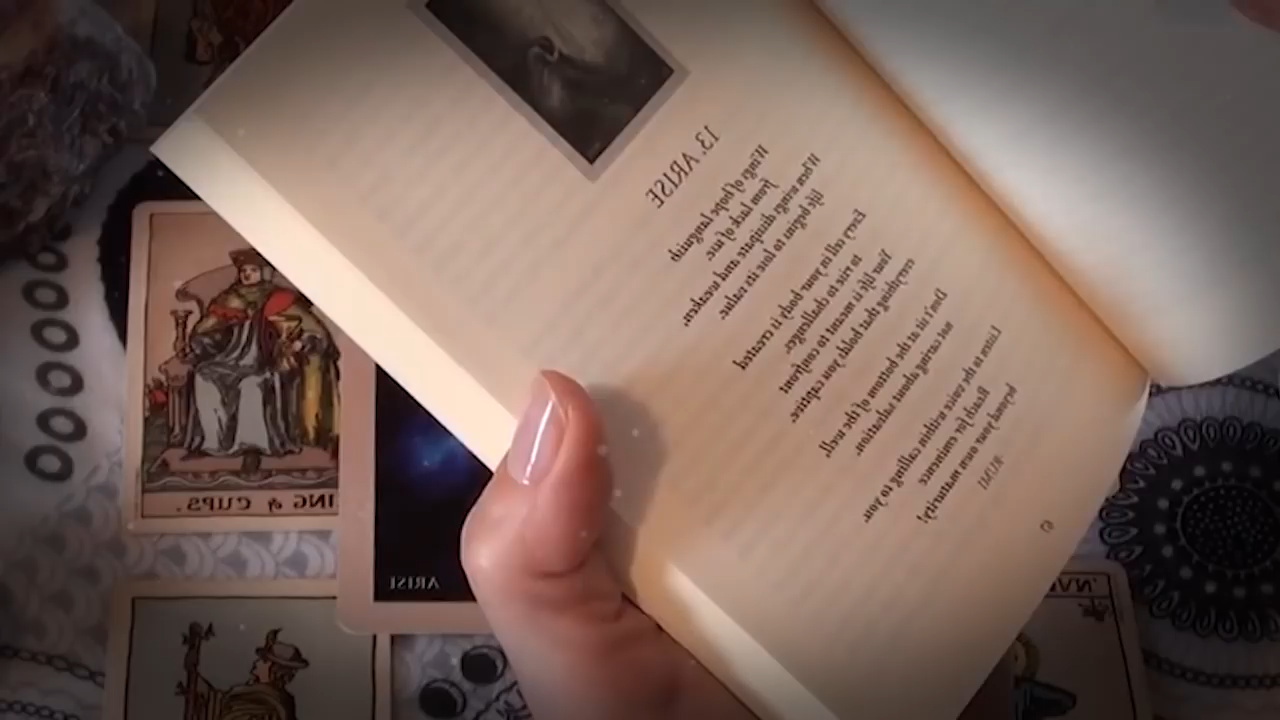 13. ARISE
Wings of hope languish
from lack of use.
When wings dissipate and weaken,
life begins to lose its value.
Every cell in your body is created
to rise to challenges.
Your life is meant to confront
everything that holds you captive.
Don't sit at the bottom of the well,
not caring about salvation.
Listen to the voice within calling to you.
Reach for eminence
beyond your own maturity!
RUMI
ING of CUPS.
ARISE